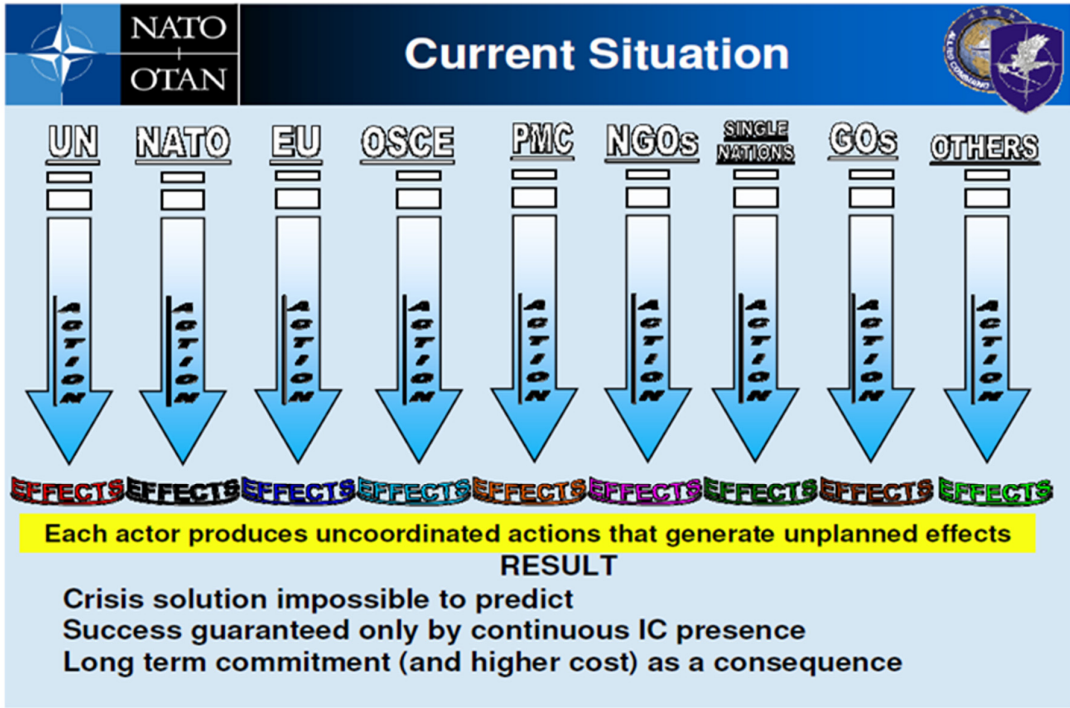 NATO
OTAN
Current Situation
ALLIED COMMAND
UN NATO EU OSCE PMC NGOs SINGLE NATIONS GOs OTHERS
ACTION ACTION ACTION ACTION ACTION ACTION ACTION ACTION ACTION
EFFECTS EFFECTS EFFECTS EFFECTS EFFECTS EFFECTS EFFECTS EFFECTS EFFECTS
Each actor produces uncoordinated actions that generate unplanned effects
RESULT
Crisis solution impossible to predict
Success guaranteed only by continuous IC presence
Long term commitment (and higher cost) as a consequence